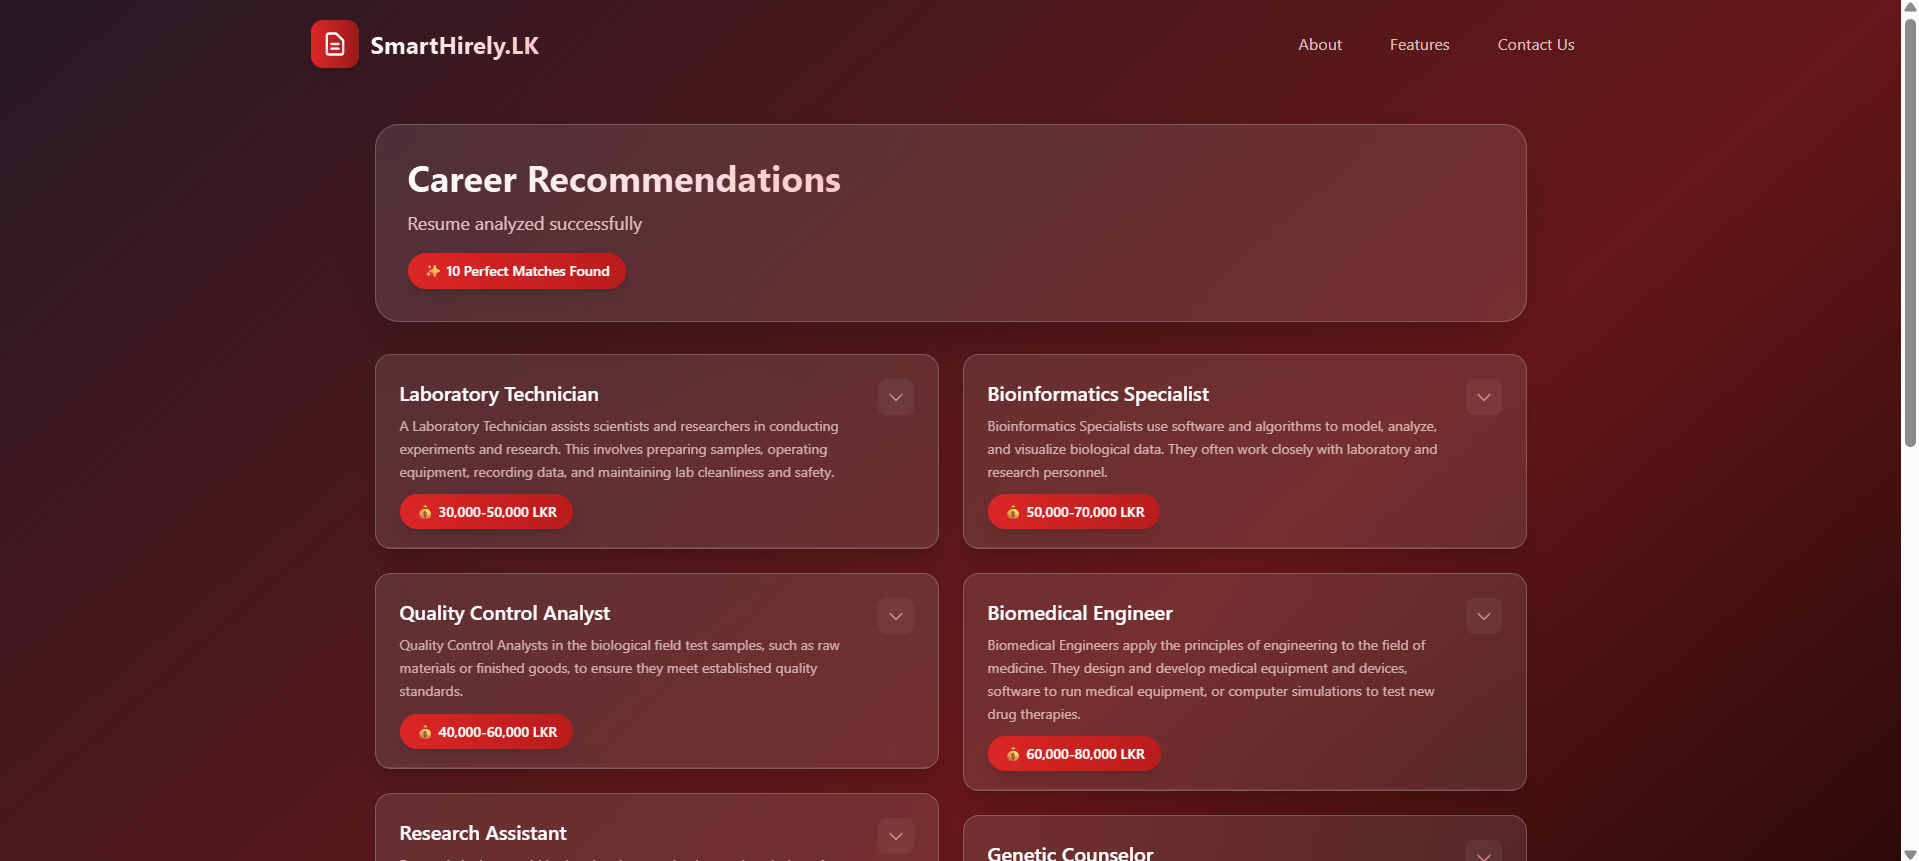 SmartHirely.LK
About
Features
Contact Us
Career Recommendations
Resume analyzed successfully
✨ 10 Perfect Matches Found
Laboratory Technician
A Laboratory Technician assists scientists and researchers in conducting
experiments and research. This involves preparing samples, operating
equipment, recording data, and maintaining lab cleanliness and safety.
💰 30,000-50,000 LKR
Bioinformatics Specialist
Bioinformatics Specialists use software and algorithms to model, analyze,
and visualize biological data. They often work closely with laboratory and
research personnel.
💰 50,000-70,000 LKR
Quality Control Analyst
Quality Control Analysts in the biological field test samples, such as raw
materials or finished goods, to ensure they meet established quality
standards.
💰 40,000-60,000 LKR
Biomedical Engineer
Biomedical Engineers apply the principles of engineering to the field of
medicine. They design and develop medical equipment and devices,
software to run medical equipment, or computer simulations to test new
drug therapies.
💰 60,000-80,000 LKR
Research Assistant
Genetic Counselor